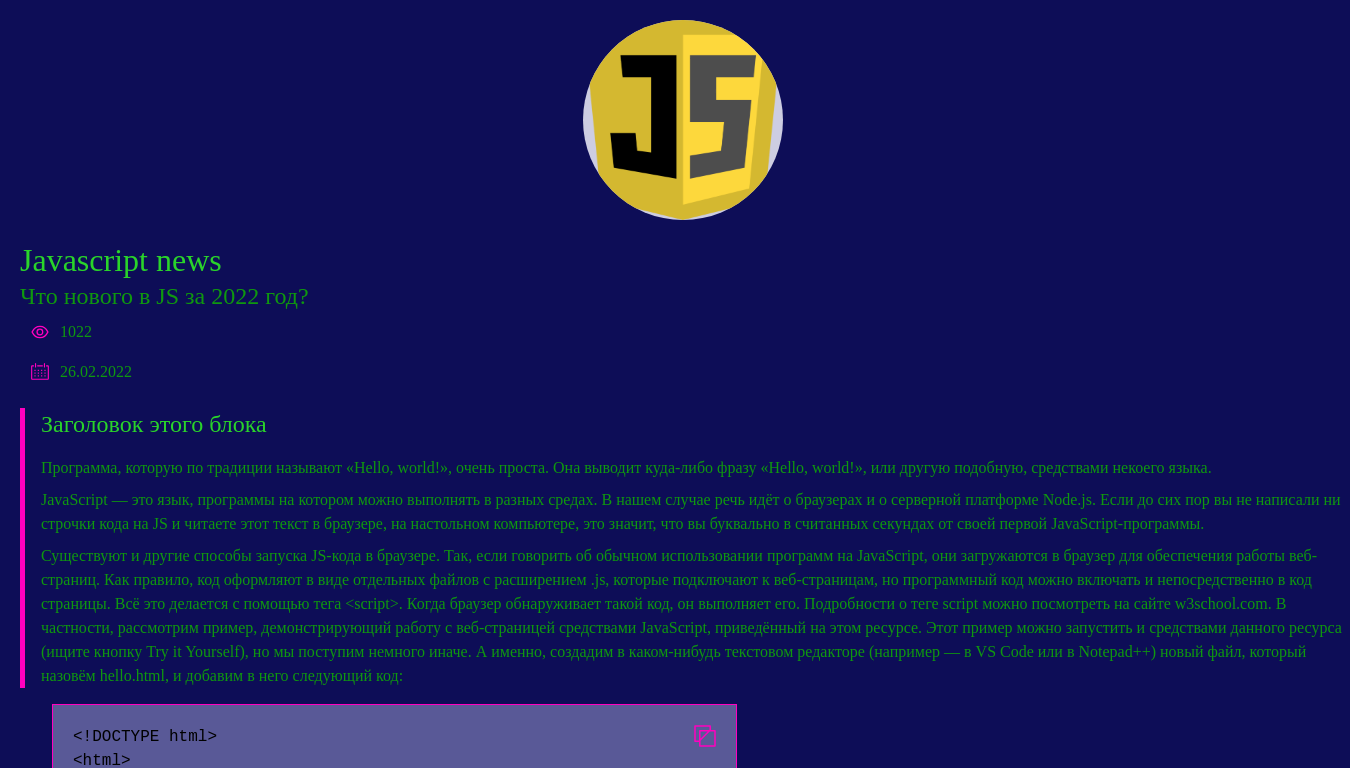 JS
Javascript news
Что нового в JS за 2022 год?
1022
26.02.2022
Заголовок этого блока
Программа, которую по традиции называют «Hello, world!», очень проста. Она выводит куда-либо фразу «Hello, world!», или другую подобную, средствами некоего языка.
JavaScript — это язык, программы на котором можно выполнять в разных средах. В нашем случае речь идёт о браузерах и о серверной платформе Node.js. Если до сих пор вы не написали ни
строчки кода на JS и читаете этот текст в браузере, на настольном компьютере, это значит, что вы буквально в считанных секундах от своей первой JavaScript-программы.
Существуют и другие способы запуска JS-кода в браузере. Так, если говорить об обычном использовании программ на JavaScript, они загружаются в браузер для обеспечения работы веб-
страниц. Как правило, код оформляют в виде отдельных файлов с расширением .js, которые подключают к веб-страницам, но программный код можно включать и непосредственно в код
страницы. Всё это делается с помощью тега <script>. Когда браузер обнаруживает такой код, он выполняет его. Подробности о теге script можно посмотреть на сайте w3school.com. В
частности, рассмотрим пример, демонстрирующий работу с веб-страницей средствами JavaScript, приведённый на этом ресурсе. Этот пример можно запустить и средствами данного ресурса
(ищите кнопку Try it Yourself), но мы поступим немного иначе. А именно, создадим в каком-нибудь текстовом редакторе (например — в VS Code или в Notepad++) новый файл, который
назовём hello.html, и добавим в него следующий код:
<!DOCTYPE html>
<html>